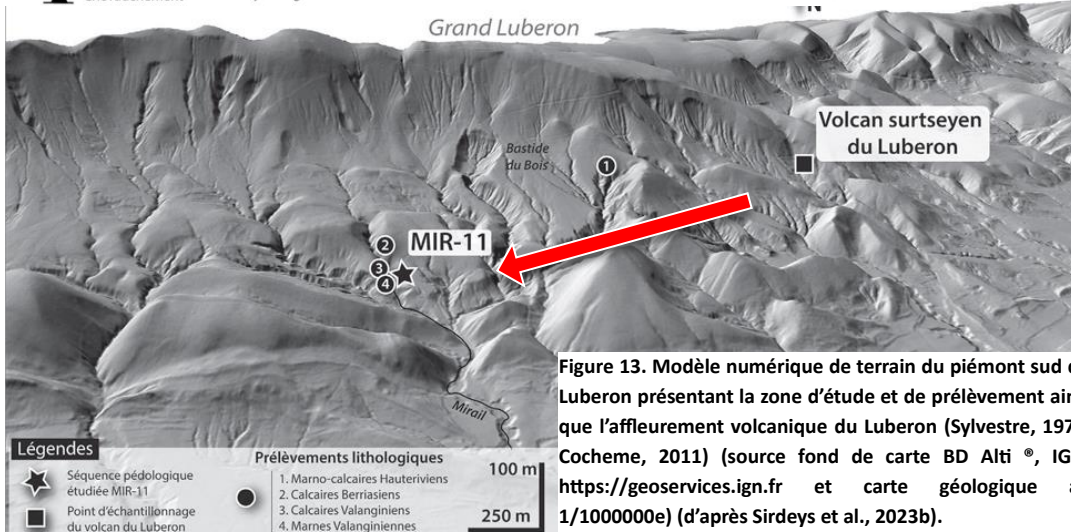 N
Grand Luberon
Volcan surtseyen
du Luberon
Bastide
du Bois
1
2
MIR-11
3
4
Mirail
Figure 13. Modèle numérique de terrain du piémont sud
Luberon présentant la zone d'étude et de prélèvement
que l'affleurement volcanique du Luberon (Sylvestre,
Cocheme, 2011) (source fond de carte BD Alti ®,
https://geoservices.ign.fr et carte géologique
1/1000000e) (d'après Sirdeys et al., 2023b).
Légendes
Séquence pédologique
étudiée MIR-11
Point d'échantillonnage
du volcan du Luberon
Prélèvements lithologiques
1. Marno-calcaires Hauteriviens
2. Calcaires Berriasiens
3. Calcaires Valanginiens
4. Marnes Valanginiennes
100 m
250 m